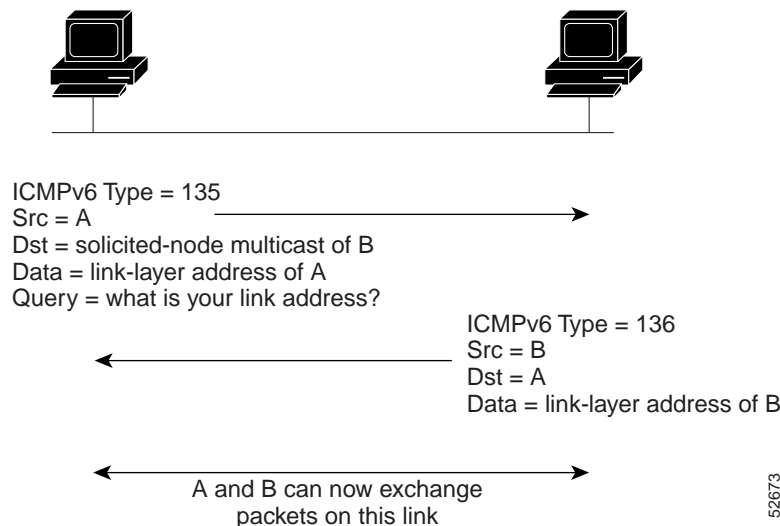 ICMPv6 Type = 135
Src = A
Dst = solicited-node multicast of B
Data = link-layer address of A
Query = what is your link address?
ICMPv6 Type = 136
Src = B
Dst = A
Data = link-layer address of B
A and B can now exchange
packets on this link
52673